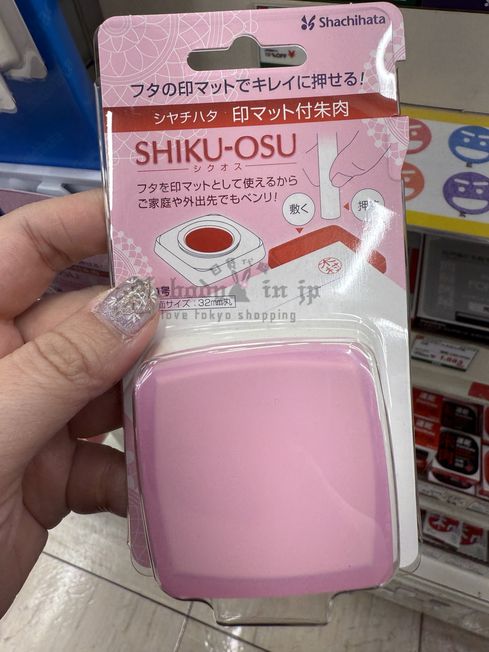 Shachihata
フタの印マットでキレイに押せる!
シヤチハタ・印マット付朱肉
SHIKU-OSU
シクオス
フタを印マットとして使えるから
ご家庭や外出先でもベンリ!
敷く
押す
号
面サイズ:32mm丸
in jp
love Tokyo shopping